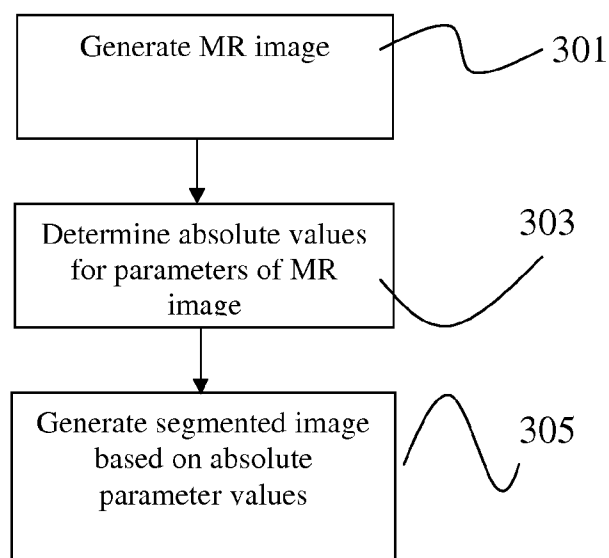 Generate MR image
301
Determine absolute values
for parameters of MR
image
303
Generate segmented image
based on absolute
parameter values
305